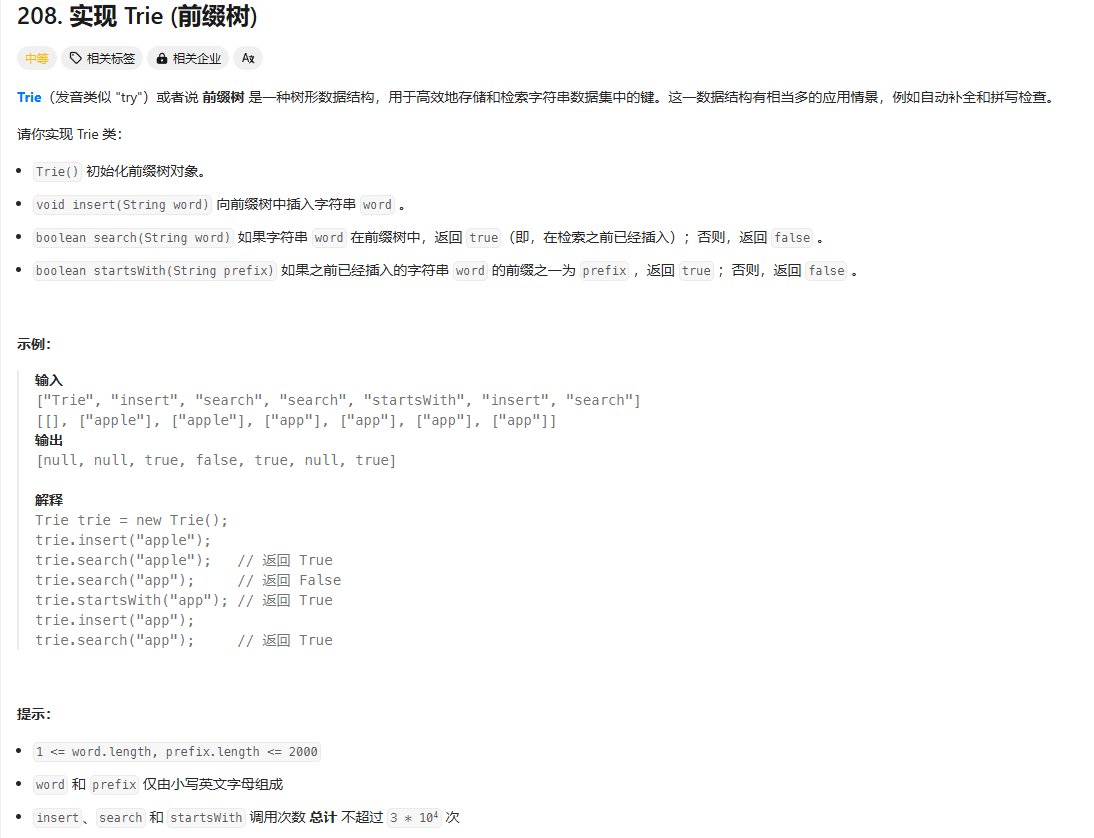 208. 实现 Trie (前缀树)
中等 相关标签 相关企业 Aあ
Trie（发音类似 "try"）或者说 前缀树 是一种树形数据结构，用于高效地存储和检索字符串数据集中的键。这一数据结构有相当多的应用情景，例如自动补全和拼写检查。
请你实现 Trie 类：
Trie() 初始化前缀树对象。
void insert(String word) 向前缀树中插入字符串 word 。
boolean search(String word) 如果字符串 word 在前缀树中，返回 true（即，在检索之前已经插入）；否则，返回 false 。
boolean startsWith(String prefix) 如果之前已经插入的字符串 word 的前缀之一为 prefix ，返回 true ；否则，返回 false 。
示例：
输入
["Trie", "insert", "search", "search", "startsWith", "insert", "search"]
[[], ["apple"], ["apple"], ["app"], ["app"], ["app"], ["app"]]
输出
[null, null, true, false, true, null, true]
解释
Trie trie = new Trie();
trie.insert("apple");
trie.search("apple");   // 返回 True
trie.search("app");     // 返回 False
trie.startsWith("app"); // 返回 True
trie.insert("app");
trie.search("app");     // 返回 True
提示：
1 <= word.length, prefix.length <= 2000
word 和 prefix 仅由小写英文字母组成
insert、search 和 startsWith 调用次数 总计 不超过 3 * 10⁴ 次